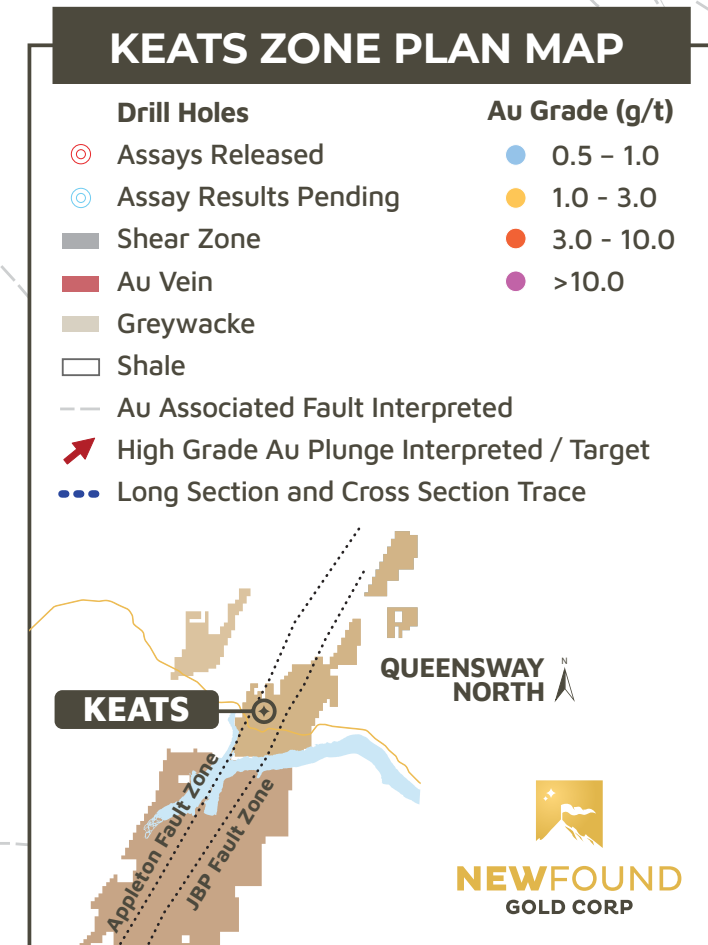 KEATS ZONE PLAN MAP
Drill Holes
Assays Released
Assay Results Pending
Shear Zone
Au Vein
Greywacke
Shale
Au Associated Fault Interpreted
High Grade Au Plunge Interpreted / Target
Long Section and Cross Section Trace
Au Grade (g/t)
0.5 – 1.0
1.0 - 3.0
3.0 - 10.0
>10.0
QUEENSWAY
NORTH
N
KEATS
Appleton Fault Zone
JBP Fault Zone
NEWFOUND
GOLD CORP